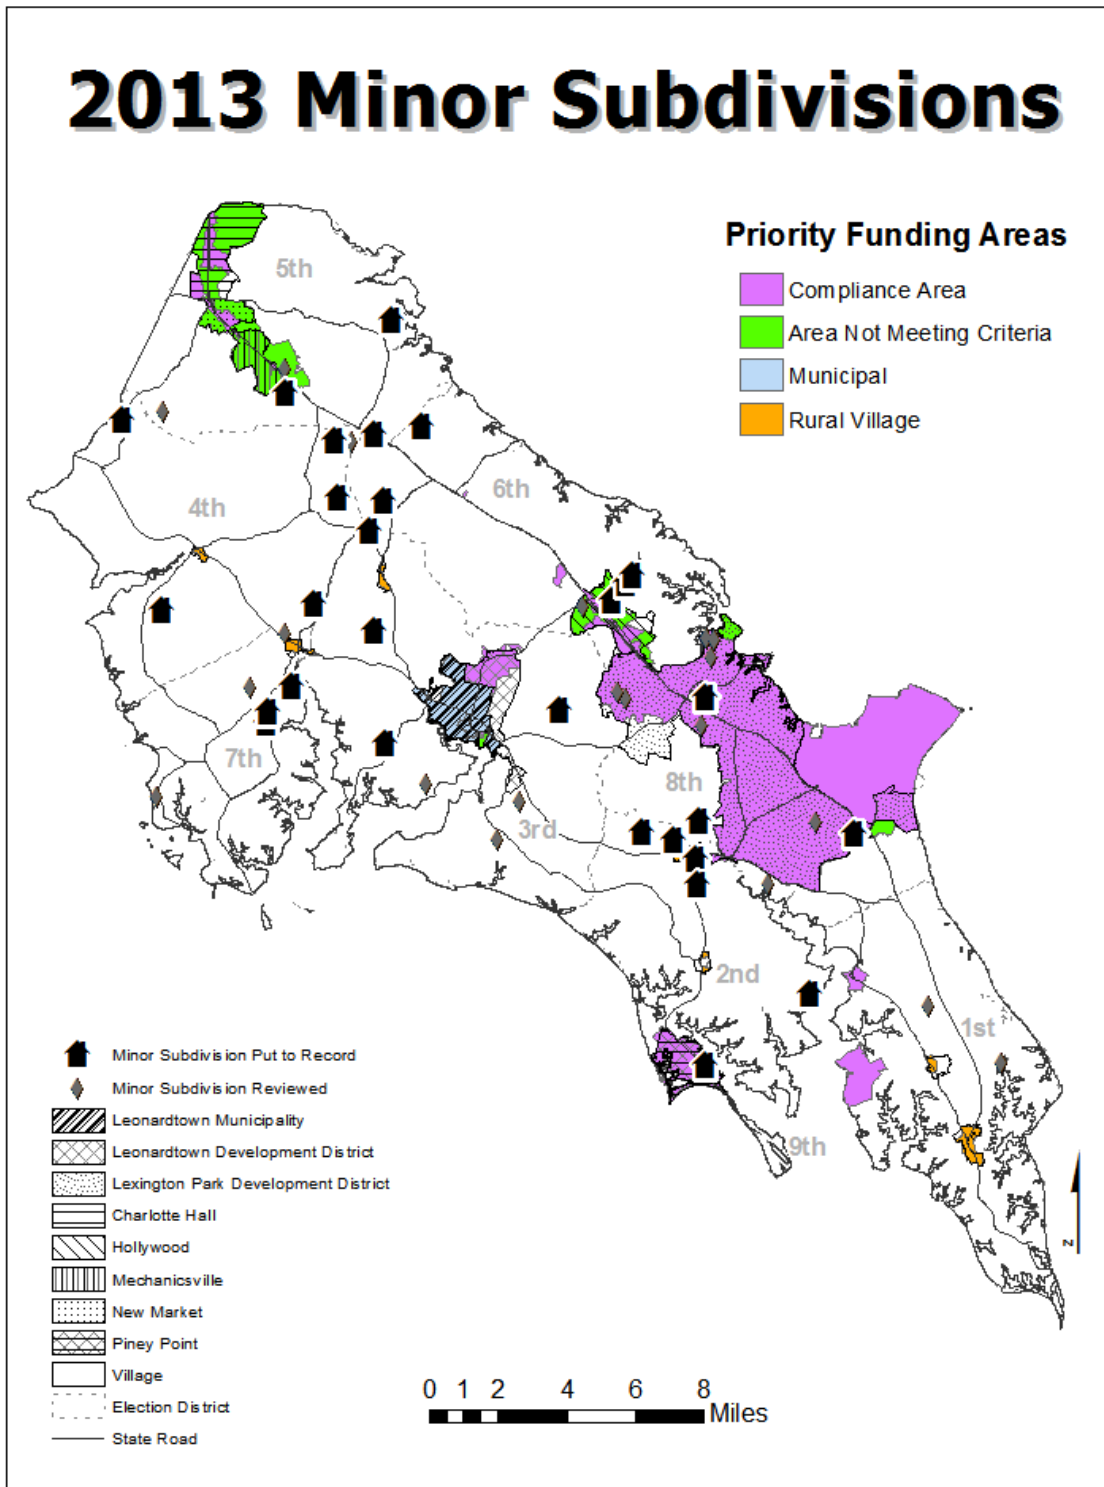 2013 Minor Subdivisions
Priority Funding Areas
Compliance Area
Area Not Meeting Criteria
Municipal
Rural Village
5th
4th
6th
7th
8th
3rd
2nd
1st
9th
Minor Subdivision Put to Record
Minor Subdivision Reviewed
Leonardtown Municipality
Leonardtown Development District
Lexington Park Development District
Charlotte Hall
Hollywood
Mechanicsville
New Market
Piney Point
Village
Election District
State Road
0 1 2 4 6 8
Miles
N